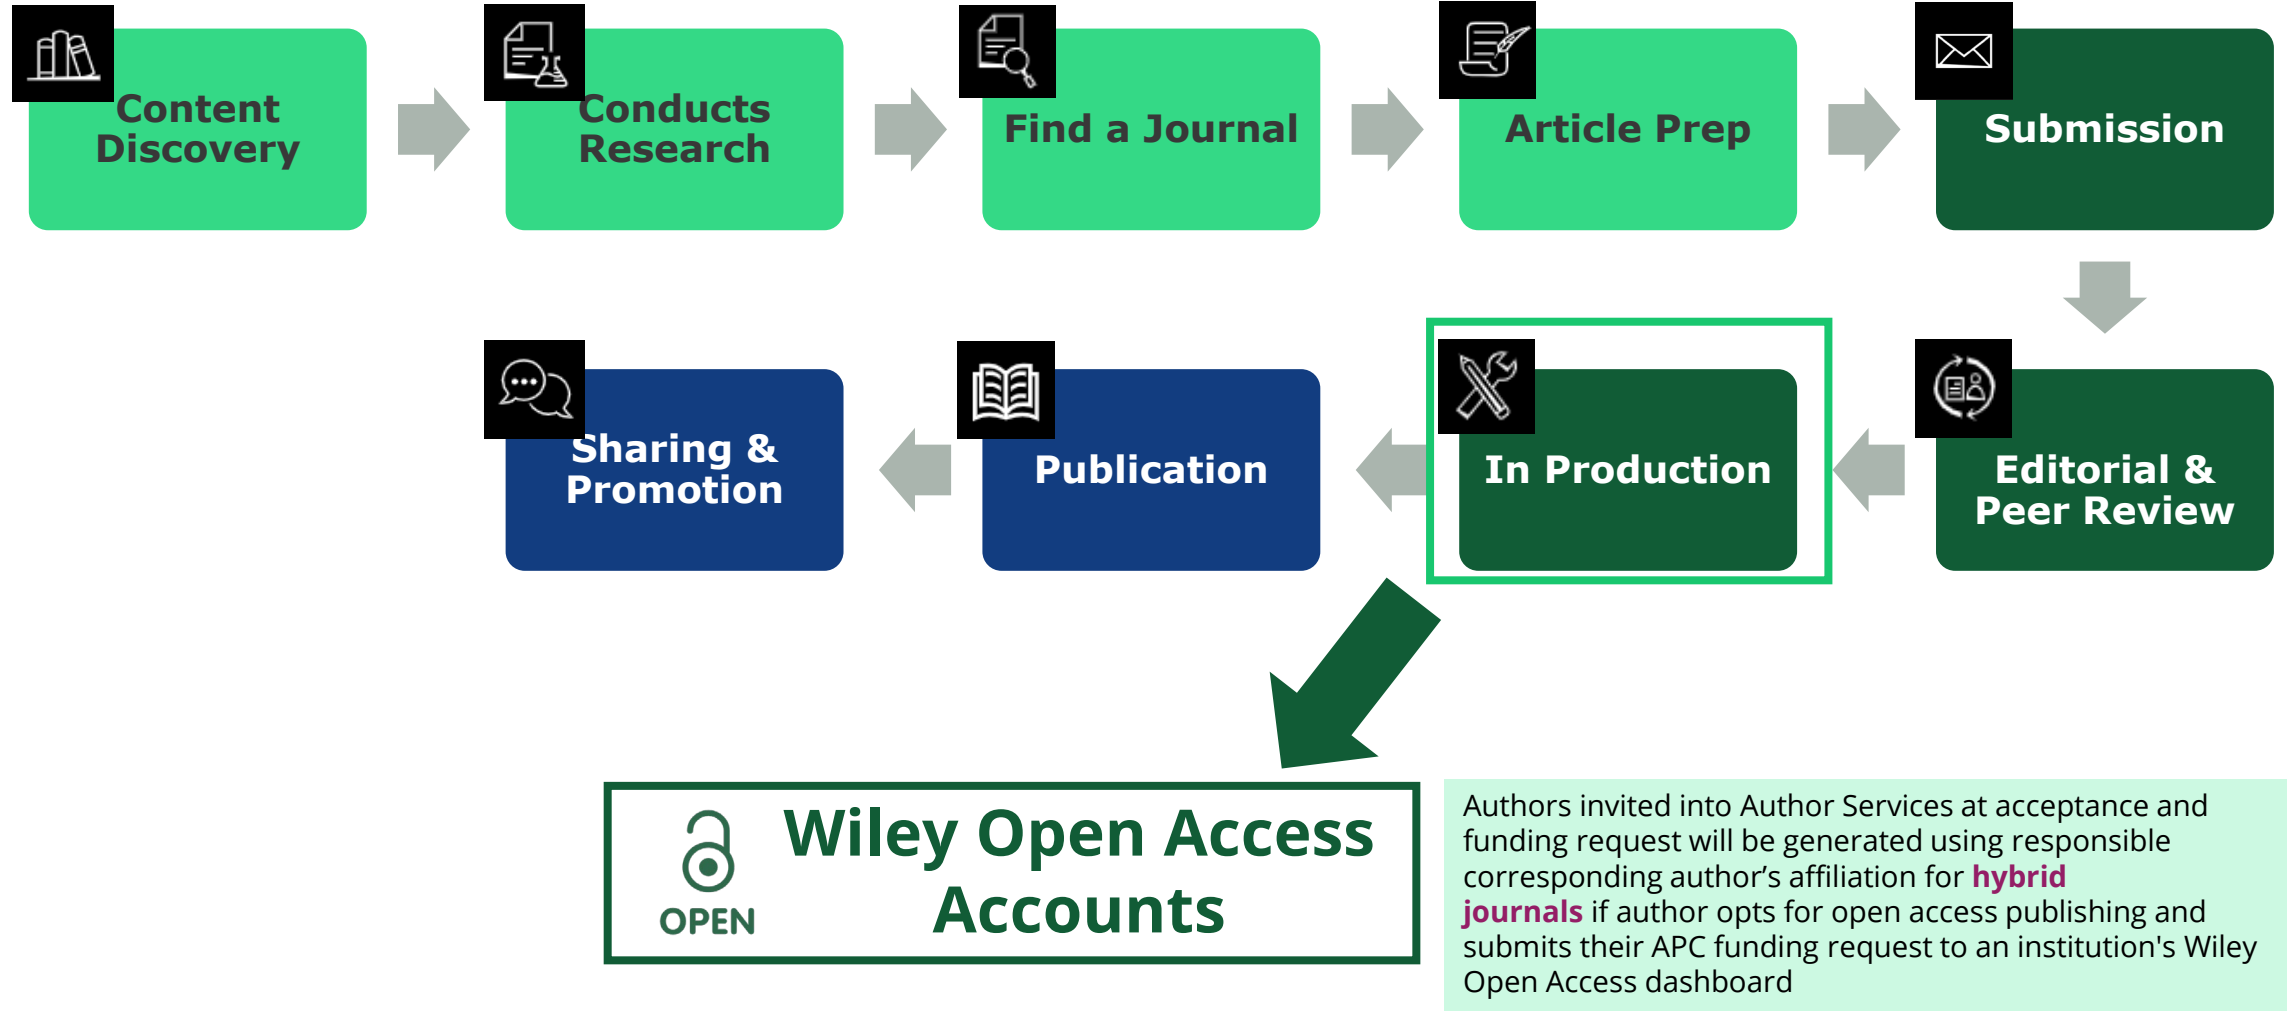 Content
Discovery
Conducts
Research
Find a Journal
Article Prep
Submission
Sharing &
Promotion
Publication
In Production
Editorial &
Peer Review
OPEN
Wiley Open Access
Accounts
Authors invited into Author Services at acceptance and
funding request will be generated using responsible
corresponding author’s affiliation for hybrid
journals if author opts for open access publishing and
submits their APC funding request to an institution's Wiley
Open Access dashboard